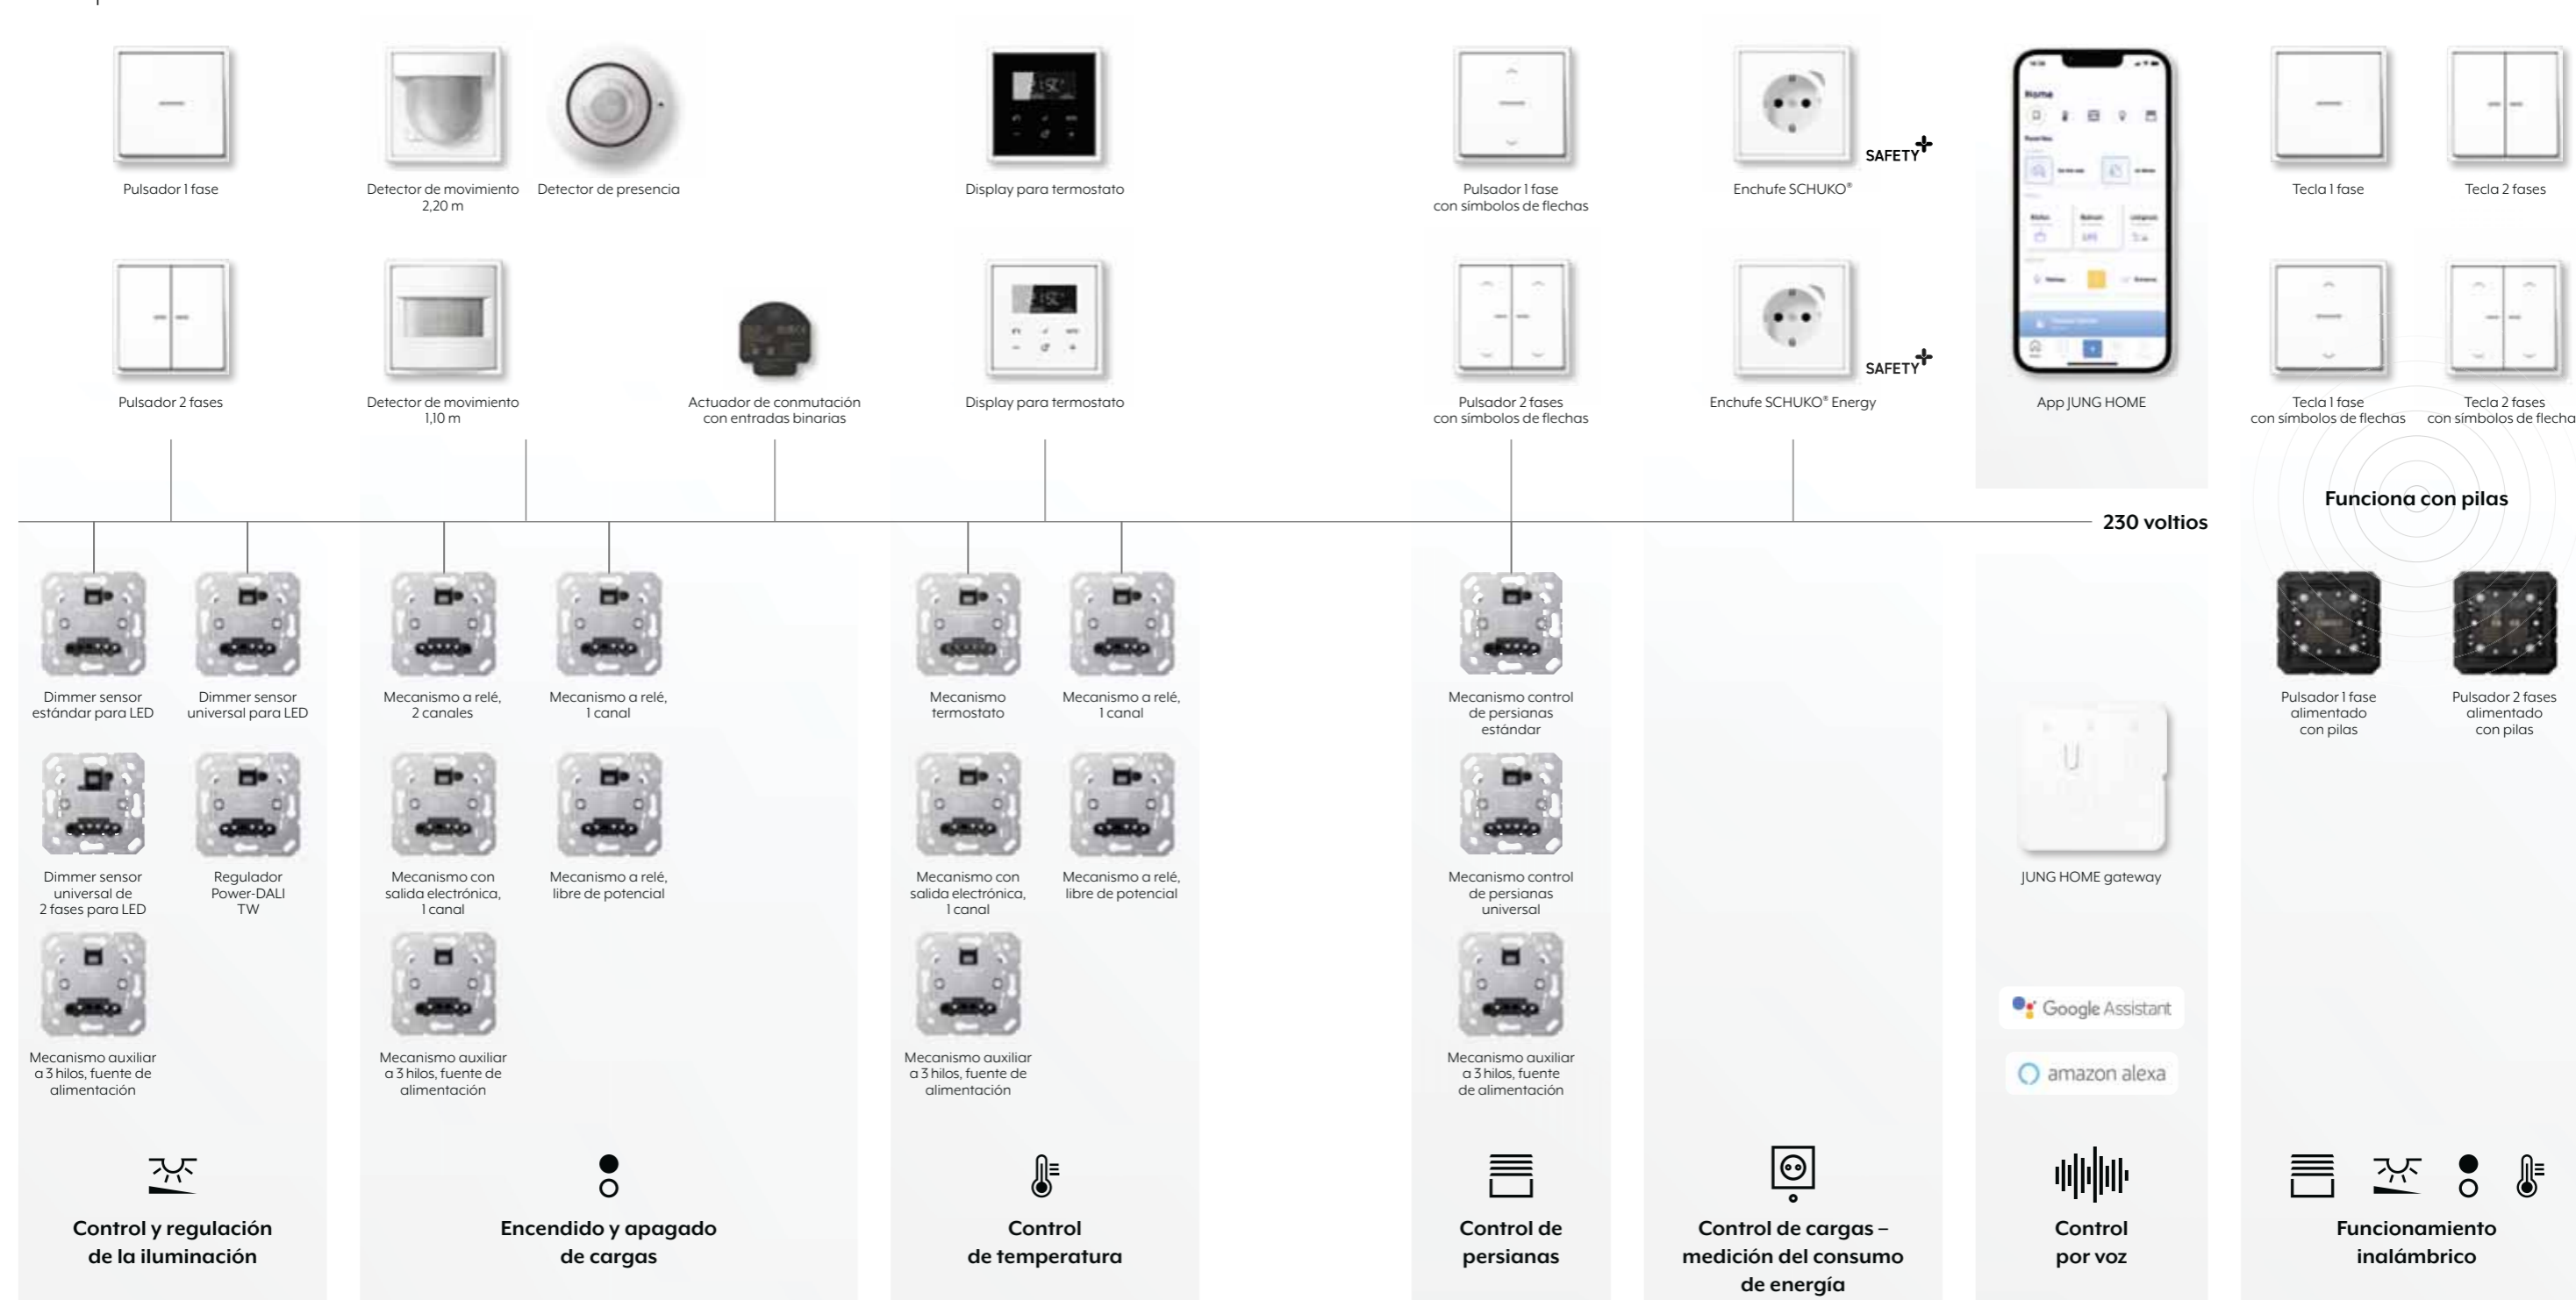 Pulsador 1 fase
Detector de movimiento
2,20 m
Detector de presencia
Display para termostato
Pulsador 1 fase
con símbolos de flechas
Enchufe SCHUKO®
SAFETY+
Home
Tecla 1 fase
Tecla 2 fases
Pulsador 2 fases
Detector de movimiento
1,10 m
Actuador de conmutación
con entradas binarias
Display para termostato
Pulsador 2 fases
con símbolos de flechas
Enchufe SCHUKO® Energy
SAFETY+
App JUNG HOME
Tecla 1 fase
con símbolos de flechas
Tecla 2 fases
con símbolos de flecha
Funciona con pilas
230 voltios
Dimmer sensor
estándar para LED
Dimmer sensor
universal para LED
Mecanismo a relé,
2 canales
Mecanismo a relé,
1 canal
Mecanismo
termostato
Mecanismo a relé,
1 canal
Mecanismo control
de persianas
estándar
Pulsador 1 fase
alimentado
con pilas
Pulsador 2 fases
alimentado
con pilas
Dimmer sensor
universal de
2 fases para LED
Regulador
Power-DALI
TW
Mecanismo con
salida electrónica,
1 canal
Mecanismo a relé,
libre de potencial
Mecanismo con
salida electrónica,
1 canal
Mecanismo a relé,
libre de potencial
Mecanismo control
de persianas
universal
JUNG HOME gateway
Mecanismo auxiliar
a 3 hilos, fuente de
alimentación
Mecanismo auxiliar
a 3 hilos, fuente de
alimentación
Mecanismo auxiliar
a 3 hilos, fuente de
alimentación
Mecanismo auxiliar
a 3 hilos, fuente
de alimentación
Google Assistant
amazon alexa
Control y regulación
de la iluminación
Encendido y apagado
de cargas
Control
de temperatura
Control de
persianas
Control de cargas –
medición del consumo
de energía
Control
por voz
Funcionamiento
inalámbrico